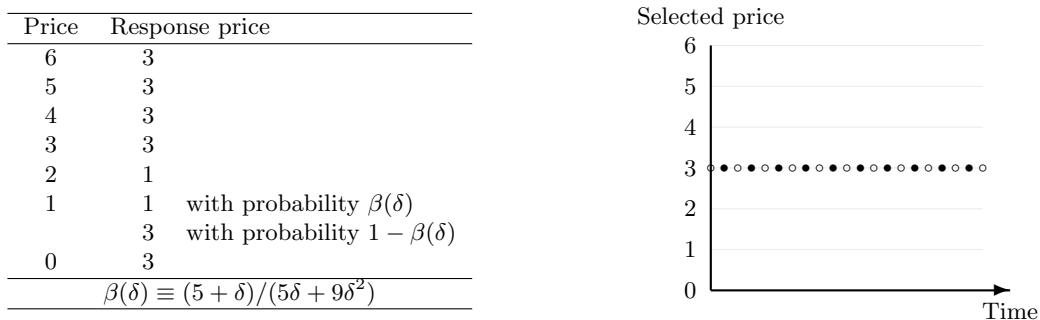 Price Response price
6 3
5 3
4 3
3 3
2 1
1 1 with probability β(δ)
3 with probability 1 − β(δ)
0 3
β(δ) ≡ (5 + δ)/(5δ + 9δ²)
Selected price
6
5
4
3
2
1
0
Time